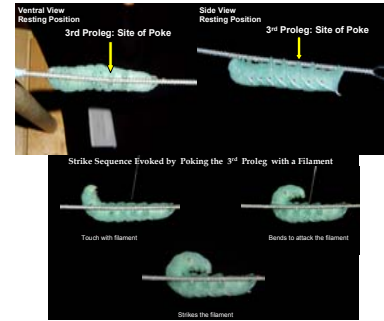 Ventral View
Resting Position
3rd Proleg: Site of Poke
Side View
Resting Position
3rd Proleg: Site of Poke
Strike Sequence Evoked by Poking the 3rd Proleg with a Filament
Touch with filament
Bends to attack the filament
Strikes the filament